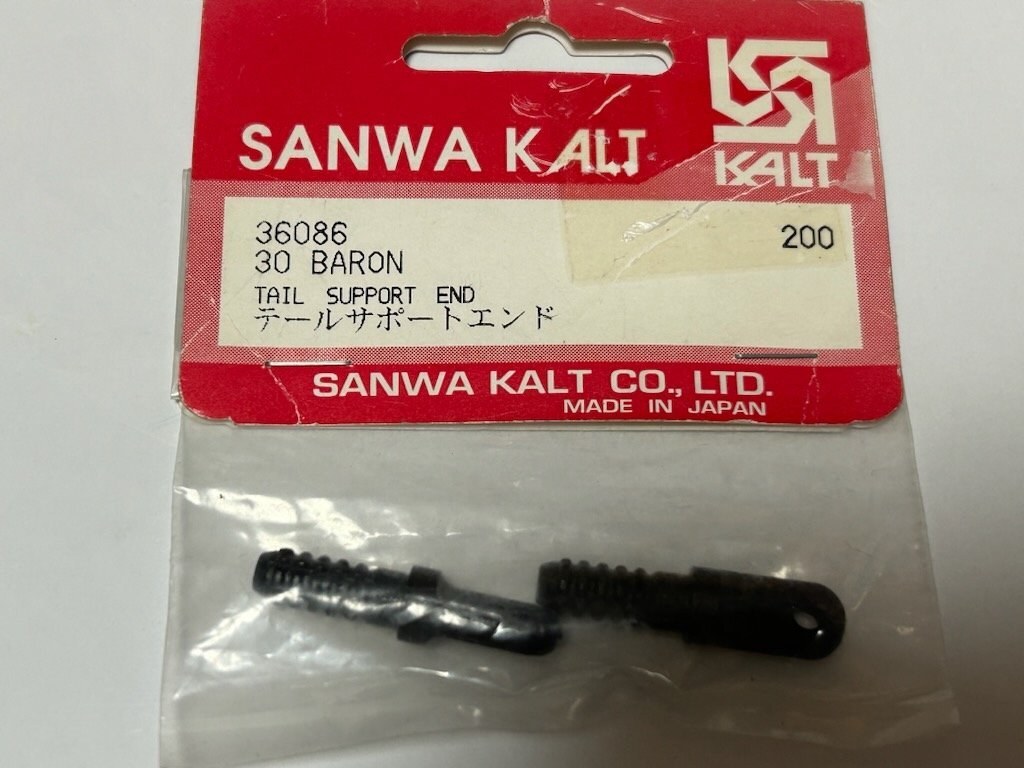 SANWA KALT
KALT
36086
200
30 BARON
TAIL SUPPORT END
テールサポートエンド
SANWA KALT CO., LTD.
MADE IN JAPAN